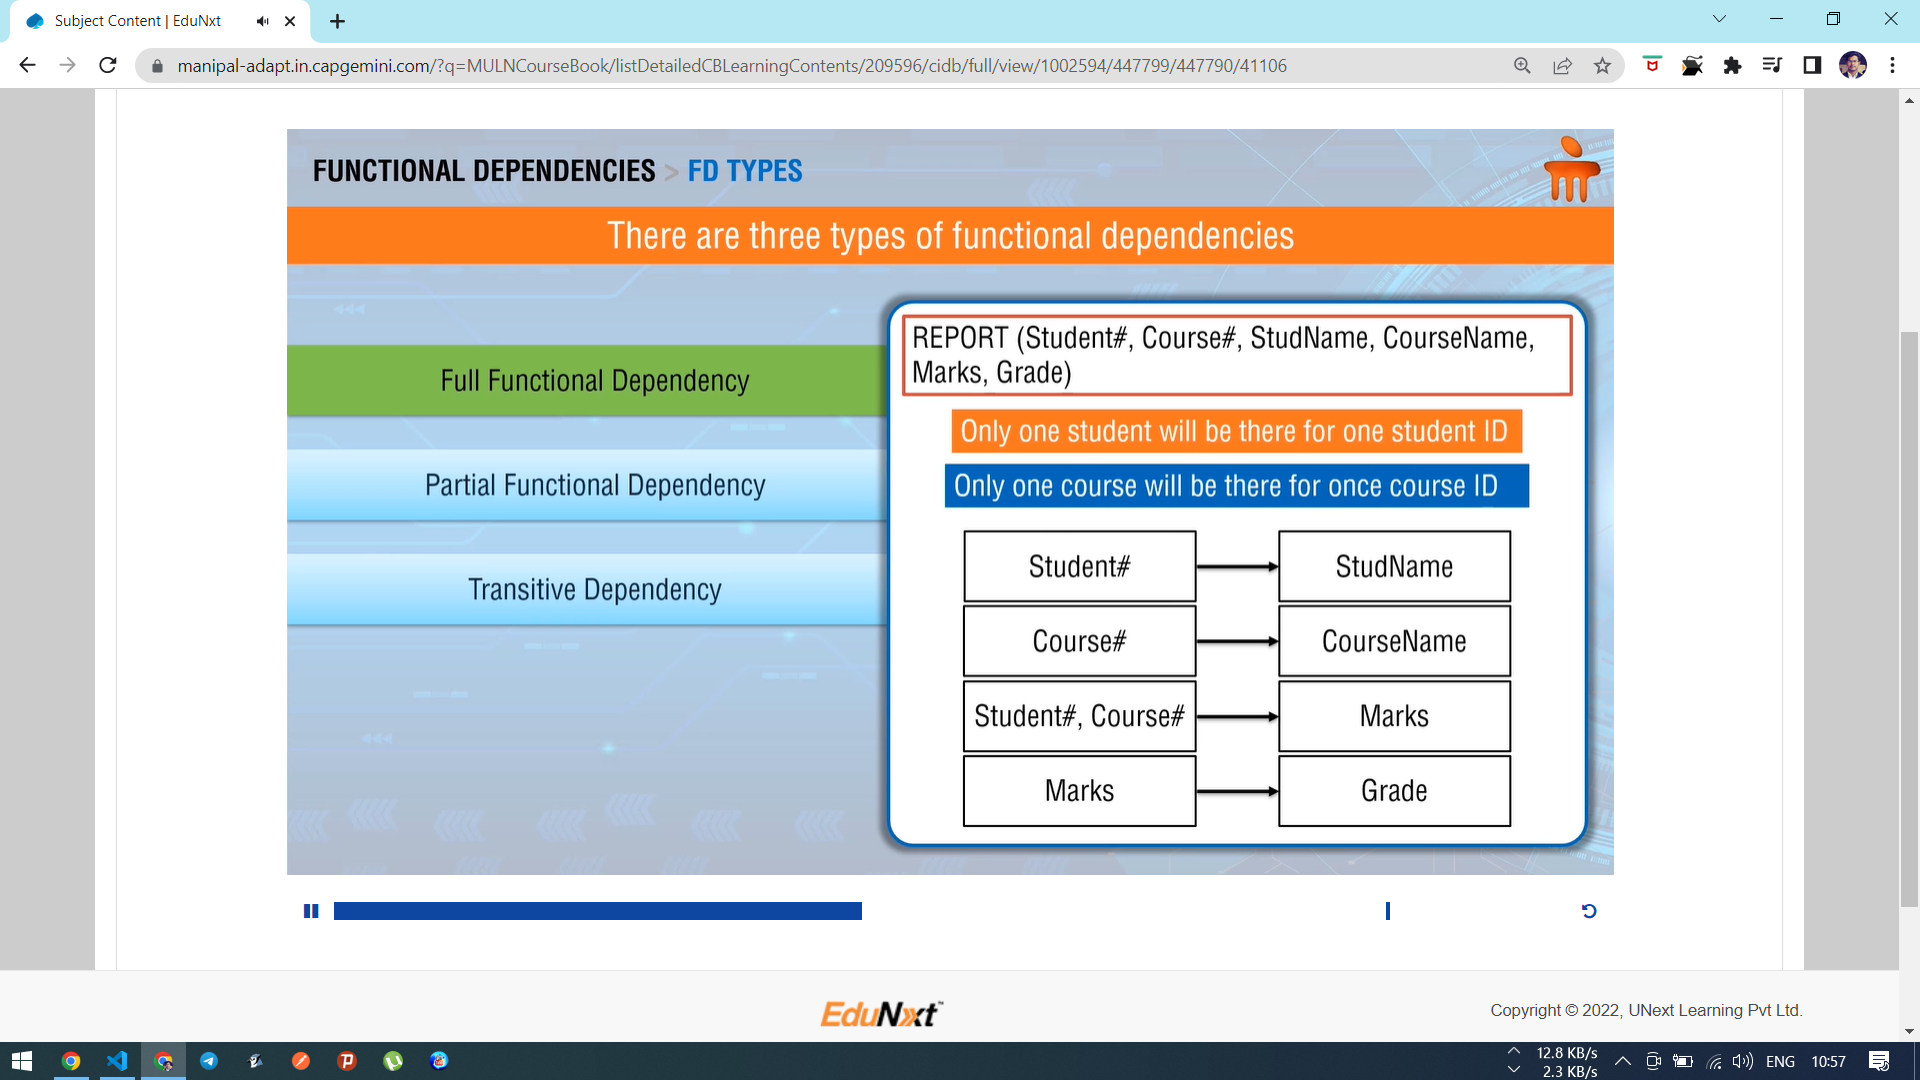 Subject Content | EduNxt
manipal-adapt.in.capgemini.com/?q=MULNCourseBook/listDetailedCBLearningContents/209596/cidb/full/view/1002594/447799/447790/41106
FUNCTIONAL DEPENDENCIES > FD TYPES
There are three types of functional dependencies
Full Functional Dependency
Partial Functional Dependency
Transitive Dependency
REPORT (Student#, Course#, StudName, CourseName,
Marks, Grade)
Only one student will be there for one student ID
Only one course will be there for once course ID
Student#
StudName
Course#
CourseName
Student#, Course#
Marks
Marks
Grade
EduNxt™
Copyright © 2022, UNext Learning Pvt Ltd.
12.8 KB/s
2.3 KB/s
ENG
10:57